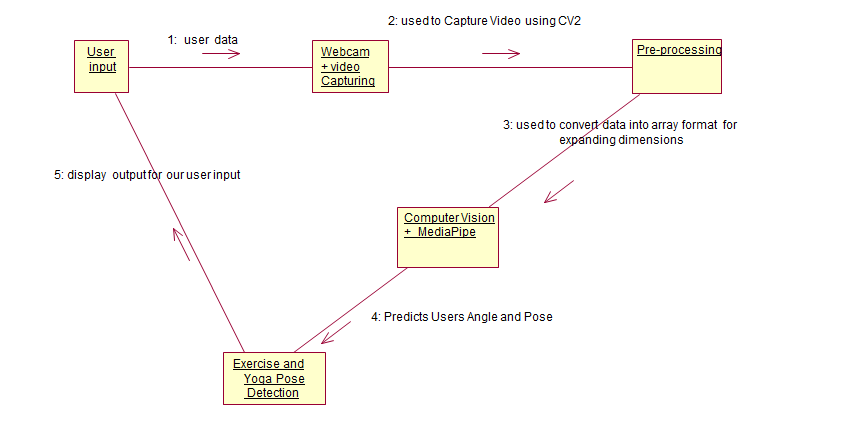 2: used to Capture Video using CV2
1: user data
User
input
Webcam
+ video
Capturing
Pre-processing
3: used to convert data into array format for
expanding dimensions
5: display output for our user input
Computer Vision
+ MediaPipe
4: Predicts Users Angle and Pose
Exercise and
Yoga Pose
Detection